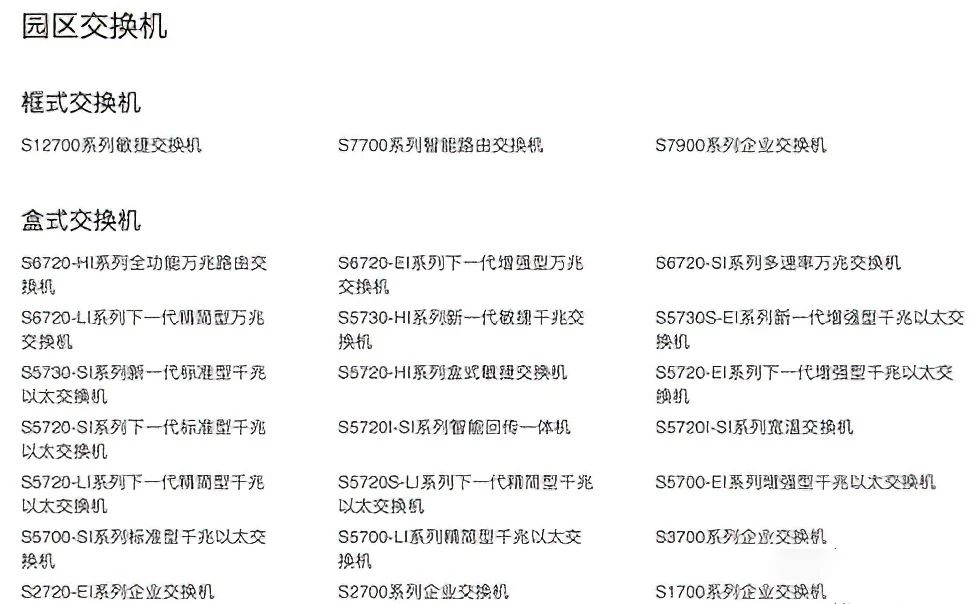 园区交换机
框式交换机
S12700系列敏捷交换机
S7700系列智能路由交换机
S7900系列企业交换机
盒式交换机
S6720-HI系列全功能万兆路由交
换机
S6720-EI系列下一代增强型万兆
交换机
S6720-SI系列多速率万兆交换机
S6720-LI系列下一代精简型万兆
交换机
S5730-HI系列新一代敏捷千兆交
换机
S5730S-EI系列新一代增强型千兆以太交
换机
S5730-SI系列新一代标准型千兆
以太交换机
S5720-HI系列盒式敏捷交换机
S5720-EI系列下一代增强型千兆以太交
换机
S5720-SI系列下一代标准型千兆
以太交换机
S5720I-SI系列智能回传一体机
S5720I-SI系列宽温交换机
S5720-LI系列下一代精简型千兆
以太交换机
S5720S-LI系列下一代精简型千兆
以太交换机
S5700-EI系列增强型千兆以太交换机
S5700-SI系列标准型千兆以太交
换机
S5700-LI系列精简型千兆以太交
换机
S3700系列企业交换机
S2720-EI系列企业交换机
S2700系列企业交换机
S1700系列企业交换机